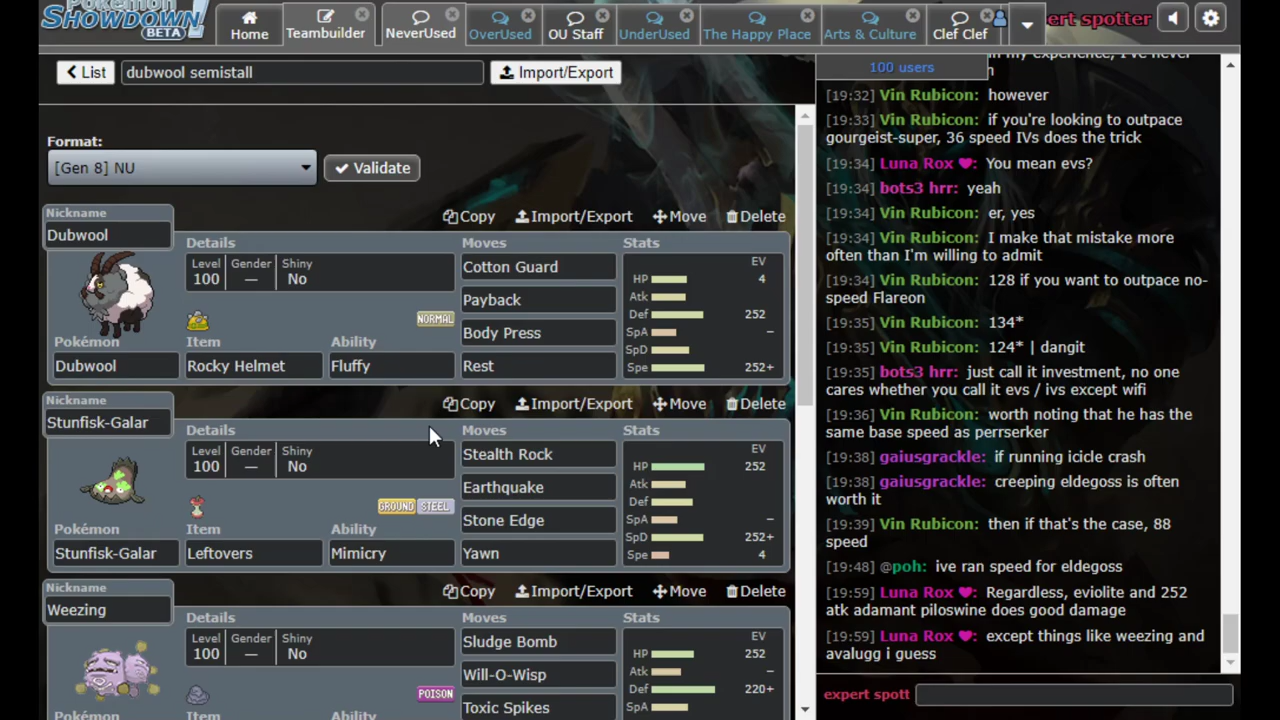 Pokémon
SHOWDOWN!
BETA
Home
Teambuilder
NeverUsed
OverUsed
OU Staff
UnderUsed
The Happy Place
Arts & Culture
Clef Clef
expert spotter
List
dubwool semistall
Import/Export
Format:
[Gen 8] NU
Validate
Nickname
Dubwool
Copy Import/Export Move Delete
Details
Level Gender Shiny
100 — No
NORMAL
Pokémon Item Ability
Dubwool Rocky Helmet Fluffy
Moves
Cotton Guard
Payback
Body Press
Rest
Stats
EV
HP 4
Atk
Def 252
SpA –
SpD
Spe 252+
Nickname
Stunfisk-Galar
Copy Import/Export Move Delete
Details
Level Gender Shiny
100 — No
GROUND STEEL
Pokémon Item Ability
Stunfisk-Galar Leftovers Mimicry
Moves
Stealth Rock
Earthquake
Stone Edge
Yawn
Stats
EV
HP 252
Atk
Def
SpA –
SpD 252+
Spe 4
Nickname
Weezing
Copy Import/Export Move Delete
Details
Level Gender Shiny
100 — No
POISON
Pokémon Item Ability
Moves
Sludge Bomb
Will-O-Wisp
Toxic Spikes
Stats
EV
HP 252
Atk –
Def 220+
SpA
100 users
[19:32] Vin Rubicon: however
[19:33] Vin Rubicon: if you're looking to outpace
gourgeist-super, 36 speed IVs does the trick
[19:34] Luna Rox ♥: You mean evs?
[19:34] bots3 hrr: yeah
[19:34] Vin Rubicon: er, yes
[19:34] Vin Rubicon: I make that mistake more
often than I'm willing to admit
[19:34] Vin Rubicon: 128 if you want to outpace no-
speed Flareon
[19:35] Vin Rubicon: 134*
[19:35] Vin Rubicon: 124* | dangit
[19:35] bots3 hrr: just call it investment, no one
cares whether you call it evs / ivs except wifi
[19:36] Vin Rubicon: worth noting that he has the
same base speed as perrserker
[19:38] gaiusgrackle: if running icicle crash
[19:38] gaiusgrackle: creeping eldegoss is often
worth it
[19:39] Vin Rubicon: then if that's the case, 88
speed
[19:48] @poh: ive ran speed for eldegoss
[19:59] Luna Rox ♥: Regardless, eviolite and 252
atk adamant piloswine does good damage
[19:59] Luna Rox ♥: except things like weezing and
avalugg i guess
expert spott